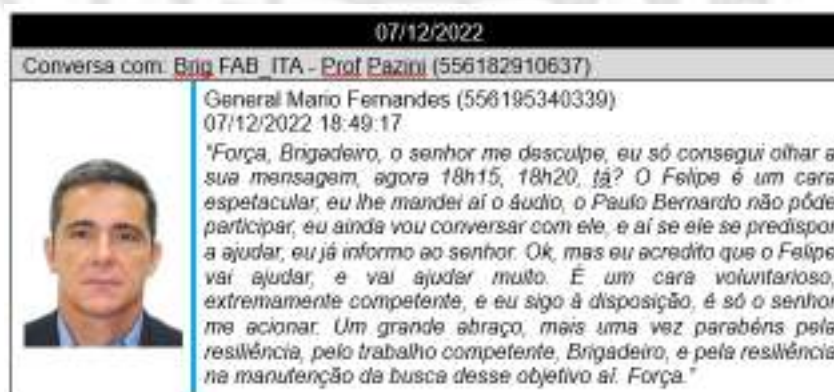 07/12/2022
Conversa com: Brig FAB_ITA - Prof Pazini (556182910637)
General Mario Fernandes (556195340339)
07/12/2022 18:49:17
"Força, Brigadeiro, o senhor me desculpe, eu só consegui olhar a
sua mensagem, agora 18h15, 18h20, tá? O Felipe é um cara
espetacular, eu lhe mandei aí o áudio, o Paulo Bernardo não pôde
participar, eu ainda vou conversar com ele, e aí se ele se predispor
a ajudar, eu já informo ao senhor. Ok, mas eu acredito que o Felipe
vai ajudar, e vai ajudar muito. É um cara voluntarioso,
extremamente competente, e eu sigo à disposição, é só o senhor
me acionar. Um grande abraço, mais uma vez parabéns pela
resiliência, pelo trabalho competente, Brigadeiro, e pela resiliência
na manutenção da busca desse objetivo aí. Força."